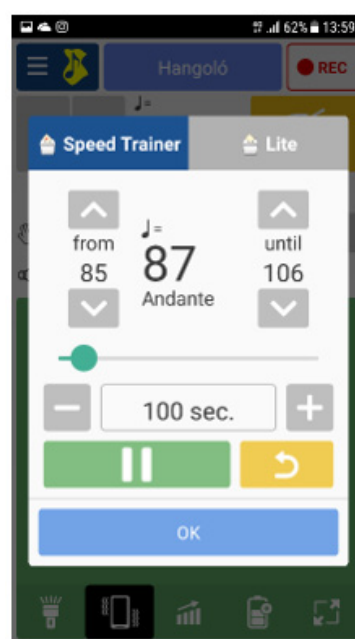 62% 13:59
Hangoló
REC
♩=
Speed Trainer
Lite
from
85
♩=
87
Andante
until
106
100 sec.
OK